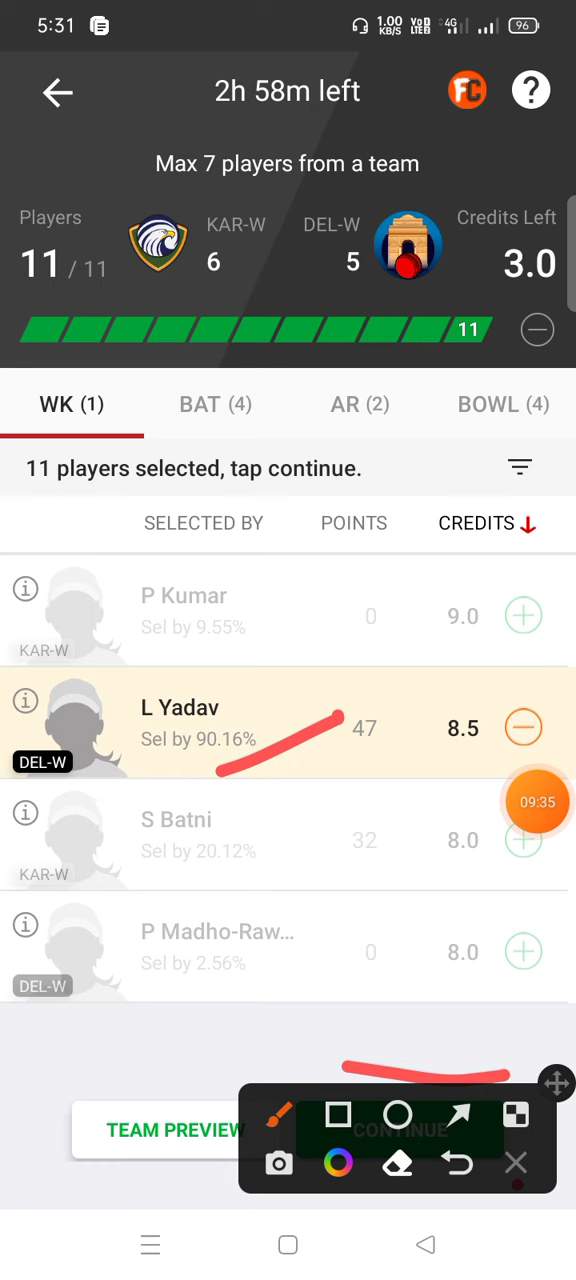 5:31 1.00 KB/S VoD LTE2 4G 96
2h 58m left FC ?
Max 7 players from a team
Players KAR-W DEL-W Credits Left
11 / 11 6 5 3.0
11
WK (1) BAT (4) AR (2) BOWL (4)
11 players selected, tap continue.
SELECTED BY POINTS CREDITS
P Kumar
Sel by 9.55% 0 9.0
KAR-W
L Yadav
Sel by 90.16% 47 8.5
DEL-W
09:35
S Batni
Sel by 20.12% 32 8.0
KAR-W
P Madho-Raw...
Sel by 2.56% 0 8.0
DEL-W
TEAM PREVIEW CONTINUE